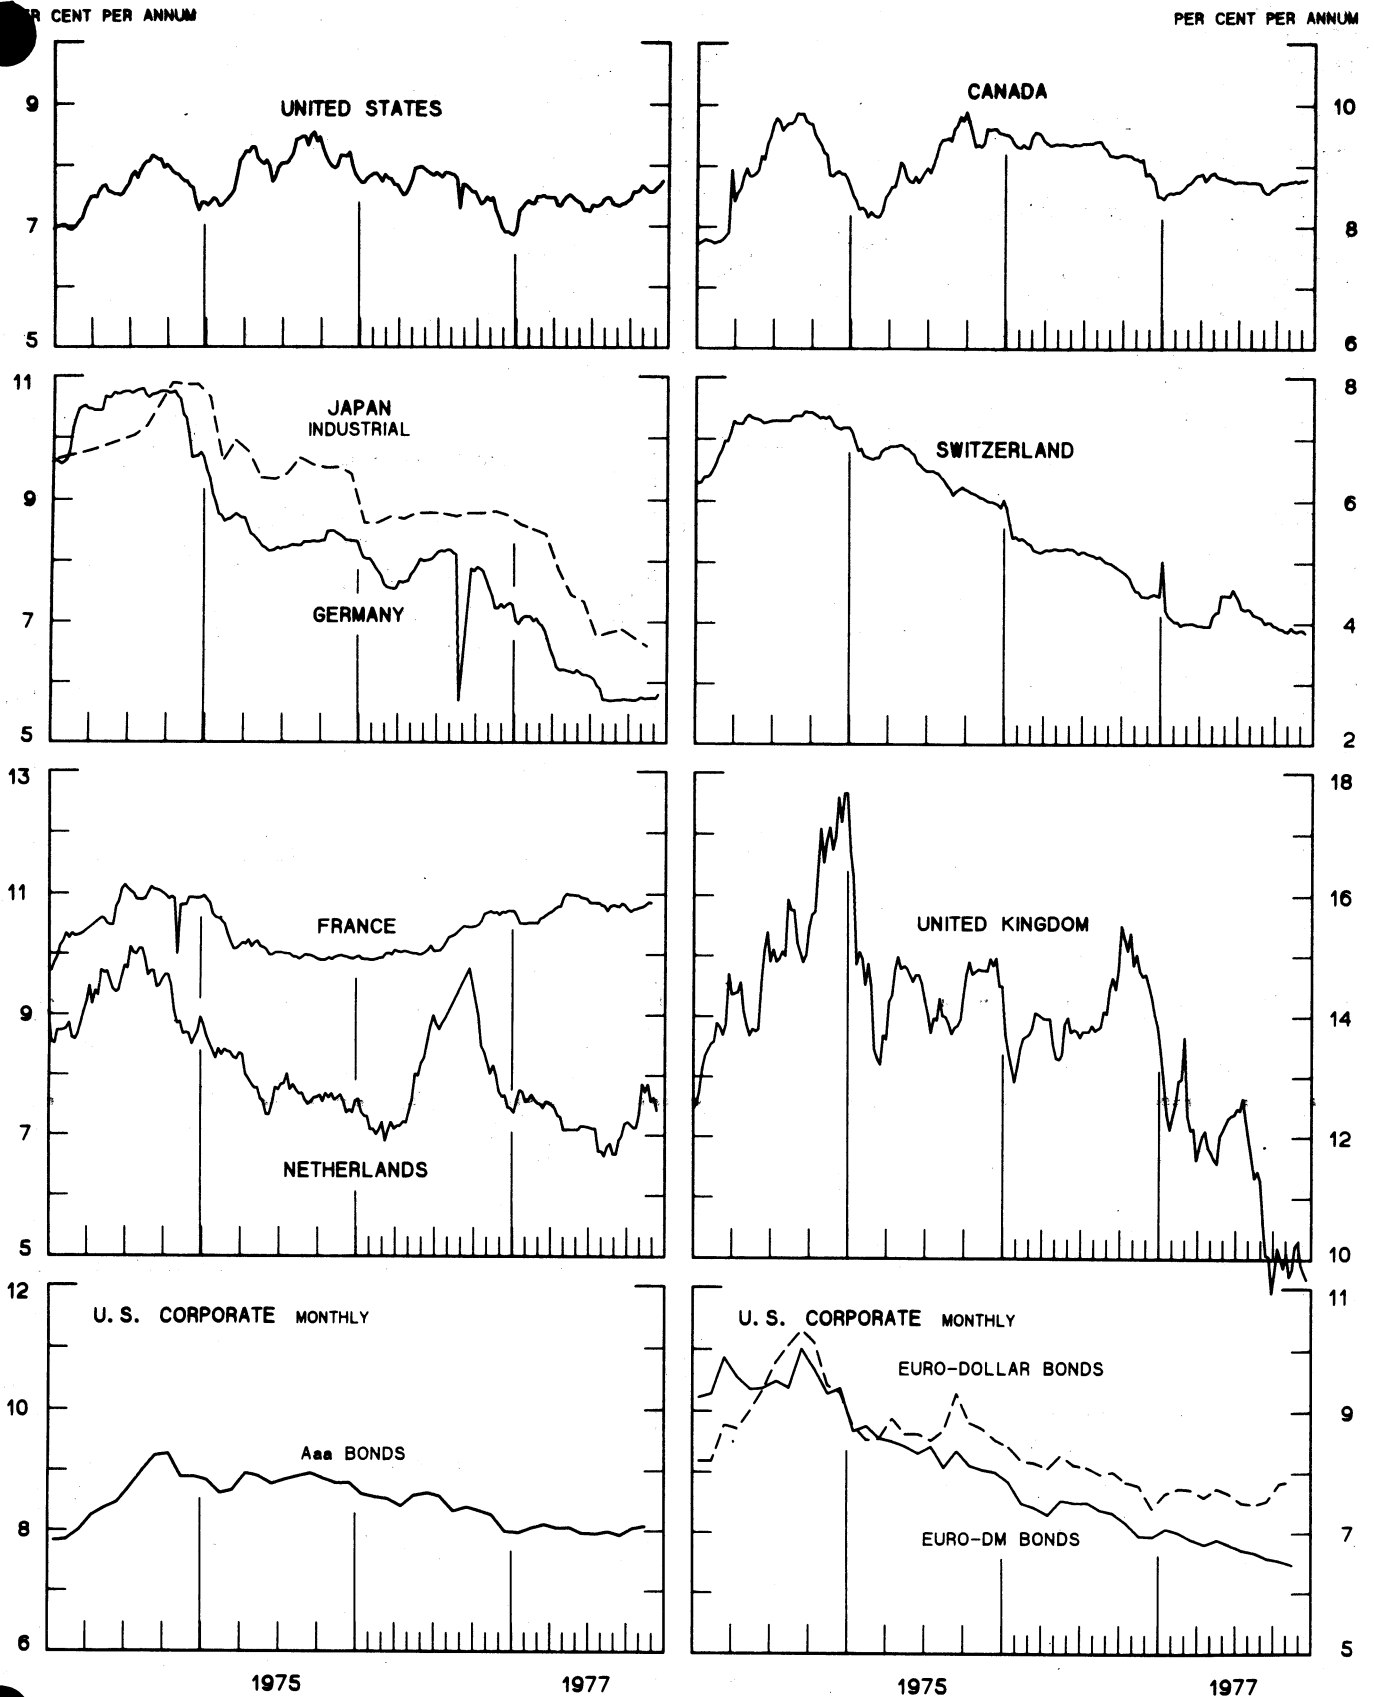 CENT PER ANNUM
PER CENT PER ANNUM
UNITED STATES
9
7
5
CANADA
10
8
6
11
9
7
5
JAPAN
INDUSTRIAL
GERMANY
SWITZERLAND
8
6
4
2
13
11
9
7
5
FRANCE
NETHERLANDS
UNITED KINGDOM
18
16
14
12
10
12
10
8
6
U.S. CORPORATE MONTHLY
Aaa BONDS
U.S. CORPORATE MONTHLY
EURO-DOLLAR BONDS
EURO-DM BONDS
11
9
7
5
1975
1977
1975
1977